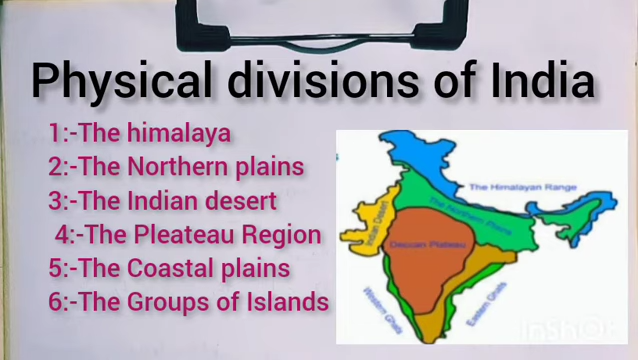 Physical divisions of India
1:-The himalaya
2:-The Northern plains
3:-The Indian desert
4:-The Pleateau Region
5:-The Coastal plains
6:-The Groups of Islands
The Himalayan Range
The Northern Plains
Indian Desert
Deccan Plateau
Western Ghats
Eastern Ghats
InShOt